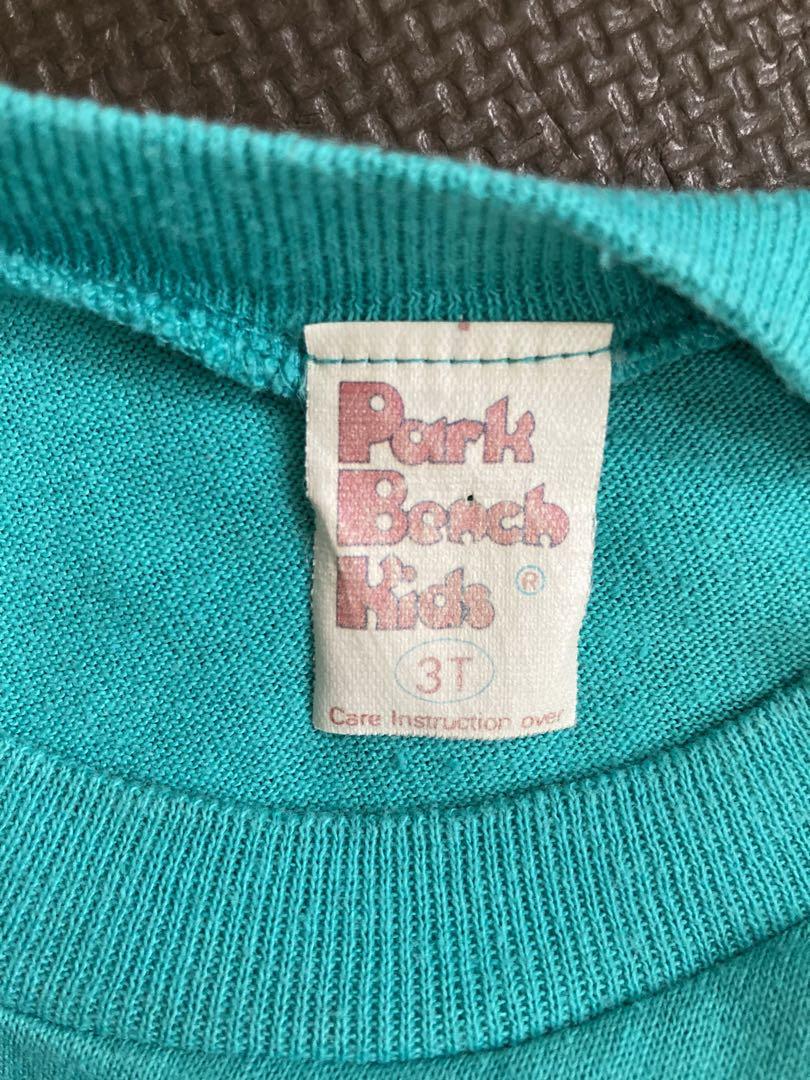 Park
Bench
Kids ®
3T
Care Instruction over